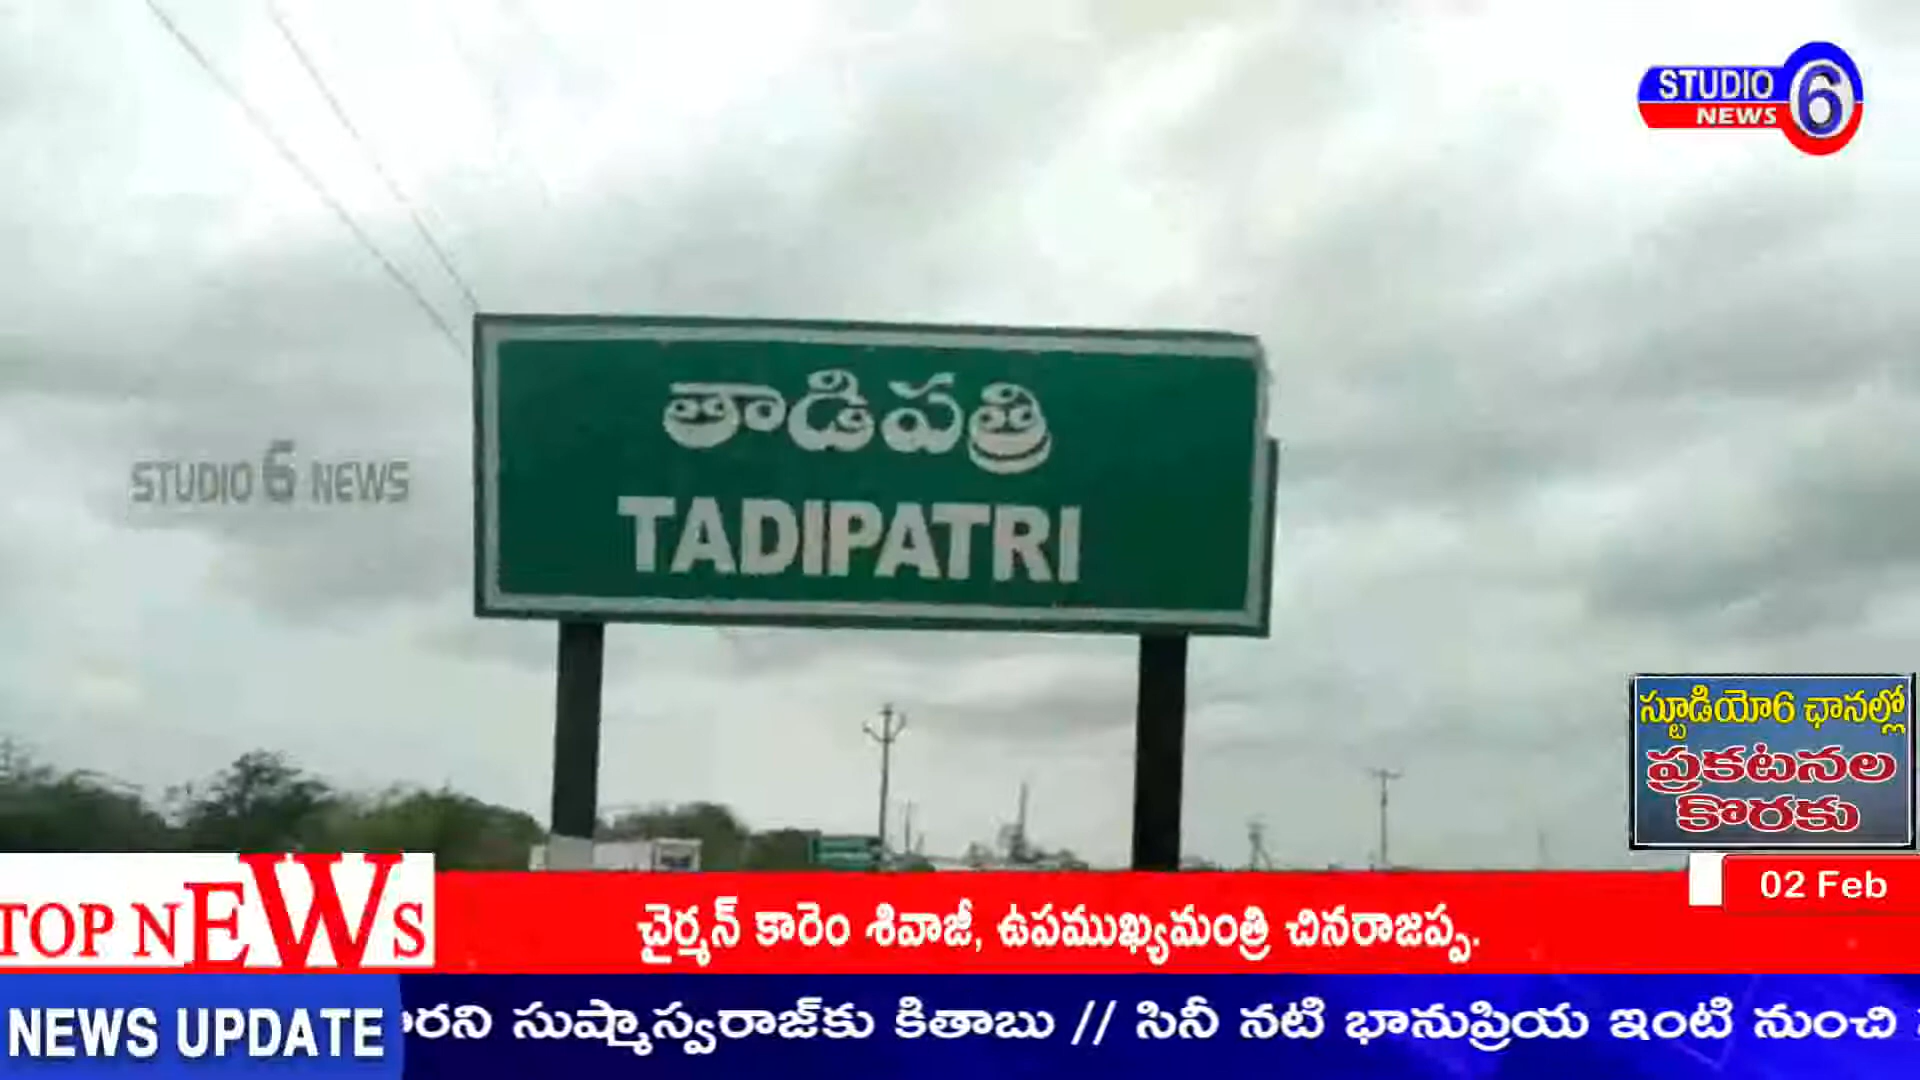 STUDIO
NEWS 6
తాడిపత్రి
STUDIO 6 NEWS
TADIPATRI
స్టూడియో6 ఛానల్లో
ప్రకటనల
కొరకు
02 Feb
TOP NEWS
చైర్మన్ కారెం శివాజీ, ఉపముఖ్యమంత్రి చినరాజప్ప.
NEWS UPDATE
సుష్మాస్వరాజ్‌కు కితాబు // సినీ నటి భానుప్రియ ఇంటి నుంచి